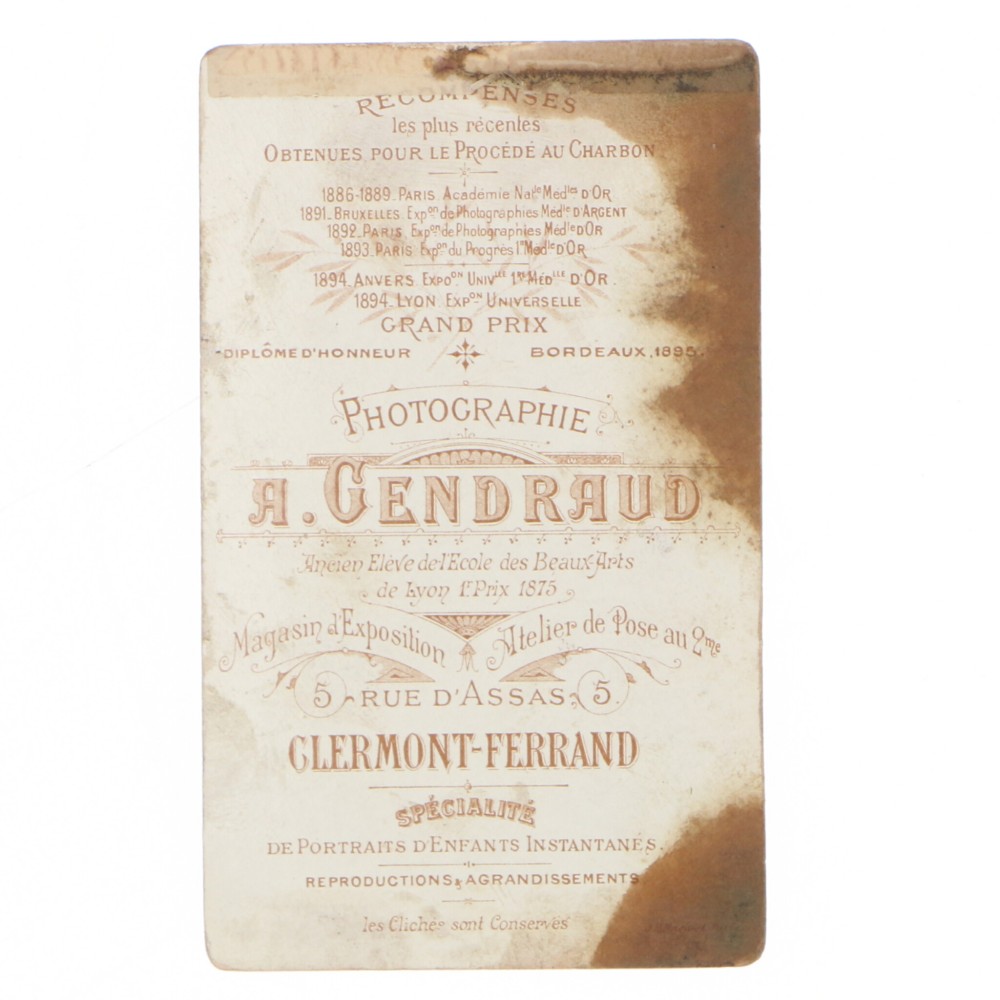 RECOMPENSES
les plus récentes
OBTENUES POUR LE PROCÉDÉ AU CHARBON
1886-1889. PARIS Académie Natle Medles D'OR
1891. BRUXELLES Expon de Photographies Médle D'ARGENT
1892. PARIS Expon de Photographies Medle D'OR
1893. PARIS Expon du Progrès 1re Medle D'OR
1894. ANVERS EXPOON UNIVLLE 1RE MÉDLLE D'OR.
1894. LYON EXPON UNIVERSELLE
GRAND PRIX
DIPLÔME D'HONNEUR BORDEAUX, 1895.
PHOTOGRAPHIE
A. GENDRAUD
Ancien Elève de l'Ecole des Beaux-Arts
de Lyon 1r Prix 1875
Magasin d'Exposition Atelier de Pose au 2me
5 RUE D'ASSAS, 5.
CLERMONT-FERRAND
SPÉCIALITÉ
DE PORTRAITS D'ENFANTS INSTANTANÉS.
REPRODUCTIONS & AGRANDISSEMENTS
les Clichés sont Conservés